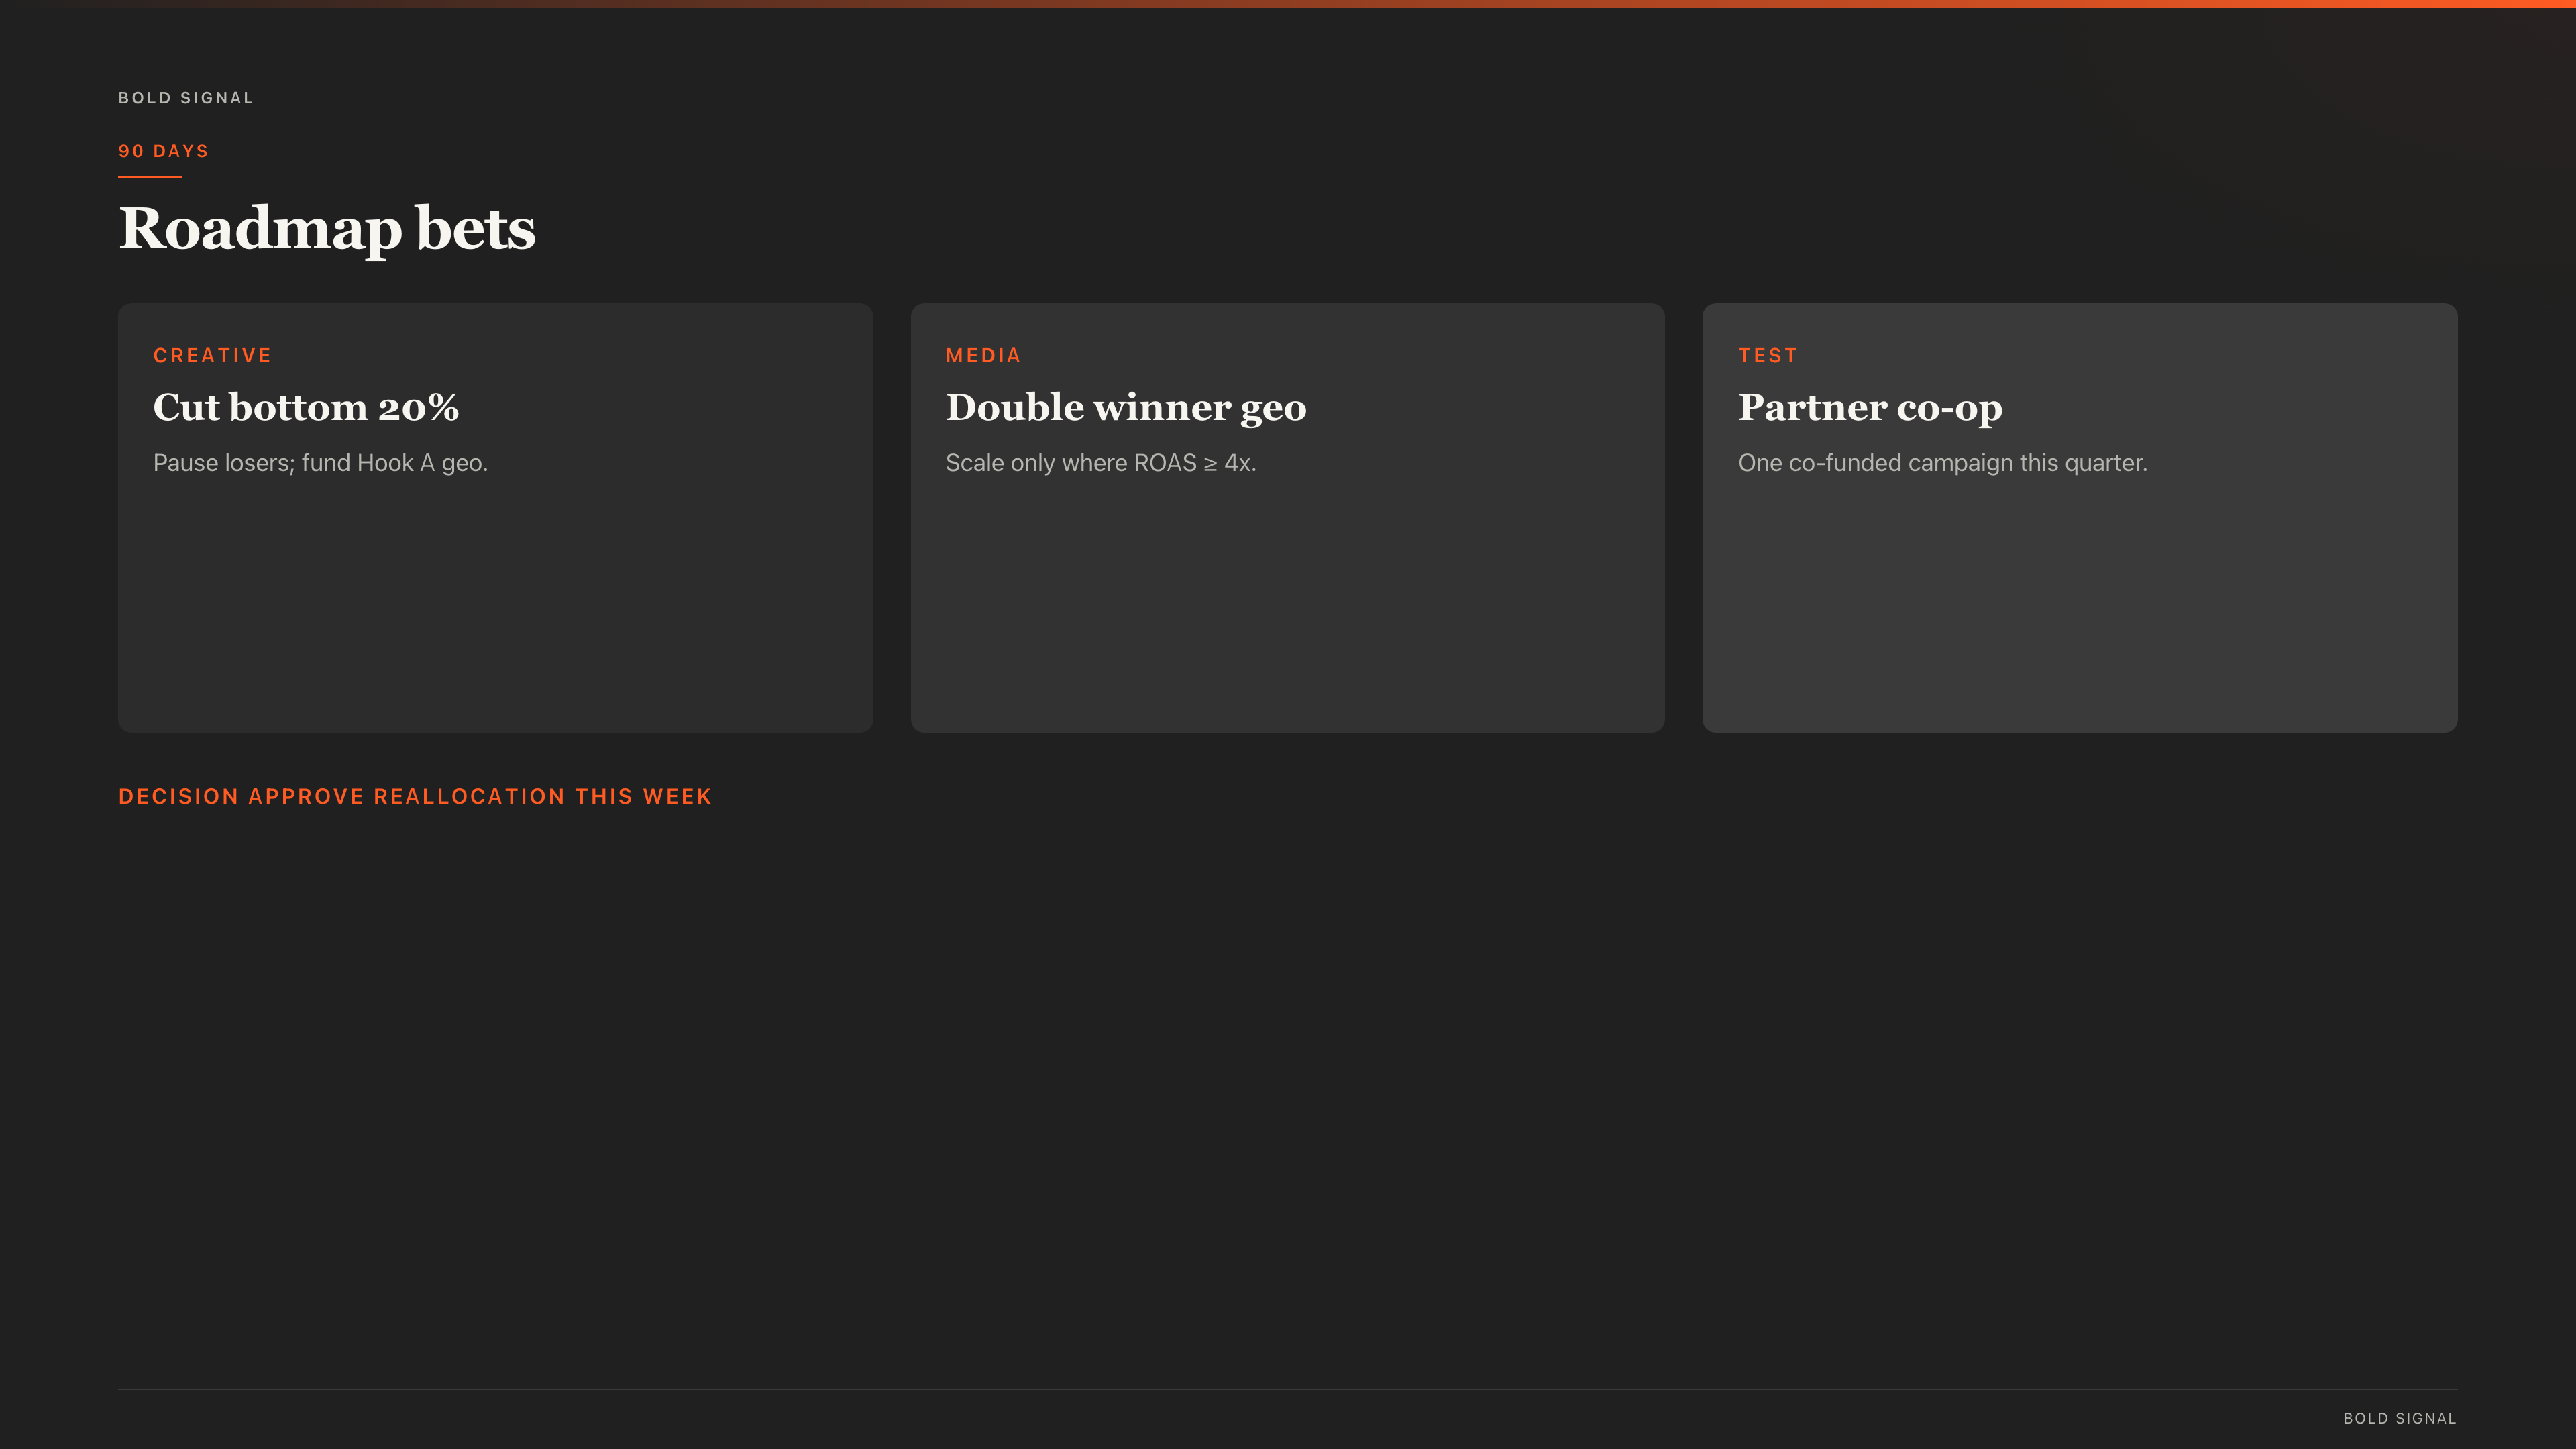 BOLD SIGNAL
90 DAYS
Roadmap bets
CREATIVE
Cut bottom 20%
Pause losers; fund Hook A geo.
MEDIA
Double winner geo
Scale only where ROAS ≥ 4x.
TEST
Partner co-op
One co-funded campaign this quarter.
DECISION APPROVE REALLOCATION THIS WEEK
BOLD SIGNAL